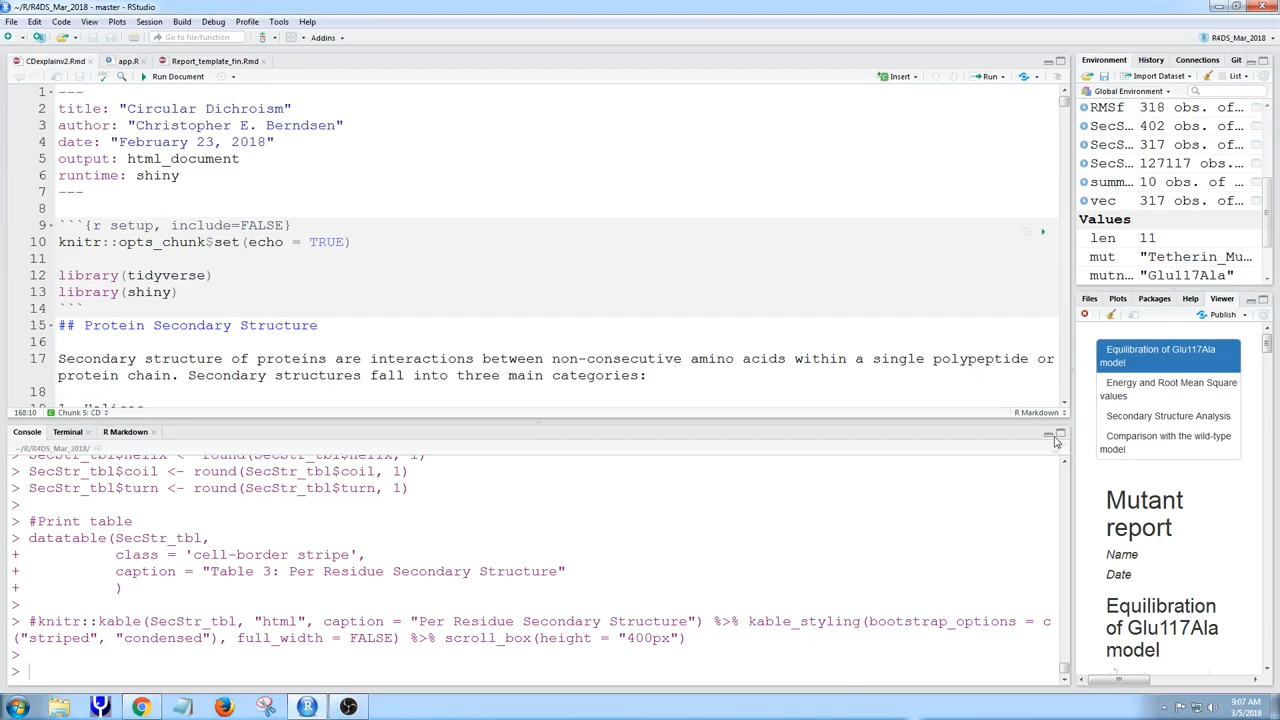 ~/R/R4DS_Mar_2018 - master - RStudio
File Edit Code View Plots Session Build Debug Profile Tools Help
Go to file/function Addins R4DS_Mar_2018
CDexplainv2.Rmd app.R Report_template_fin.Rmd
Run Document Insert Run
1 ---
2 title: "Circular Dichroism"
3 author: "Christopher E. Berndsen"
4 date: "February 23, 2018"
5 output: html_document
6 runtime: shiny
7 ---
8
9 ```{r setup, include=FALSE}
10 knitr::opts_chunk$set(echo = TRUE)
11
12 library(tidyverse)
13 library(shiny)
14 ```
15 ## Protein Secondary Structure
16
17 Secondary structure of proteins are interactions between non-consecutive amino acids within a single polypeptide or
protein chain. Secondary structures fall into three main categories:
18
168:10 Chunk 5: CD R Markdown
Console Terminal R Markdown
~/R/R4DS_Mar_2018/
> SecStr_tbl$helix <- round(SecStr_tbl$helix, 1)
> SecStr_tbl$coil <- round(SecStr_tbl$coil, 1)
> SecStr_tbl$turn <- round(SecStr_tbl$turn, 1)
>
> #Print table
> datatable(SecStr_tbl,
+ class = 'cell-border stripe',
+ caption = "Table 3: Per Residue Secondary Structure"
+ )
>
> #knitr::kable(SecStr_tbl, "html", caption = "Per Residue Secondary Structure") %>% kable_styling(bootstrap_options = c
("striped", "condensed"), full_width = FALSE) %>% scroll_box(height = "400px")
>
>
Environment History Connections Git
Import Dataset List
Global Environment
RMSf 318 obs. of…
SecS… 402 obs. of…
SecS… 317 obs. of…
SecS… 127117 obs.…
summ… 10 obs. of …
vec 317 obs. of…
Values
len 11
mut "Tetherin_Mu…
mutn… "Glu117Ala"
Files Plots Packages Help Viewer
Publish
Equilibration of Glu117Ala
model
Energy and Root Mean Square
values
Secondary Structure Analysis
Comparison with the wild-type
model
Mutant
report
Name
Date
Equilibration
of Glu117Ala
model
9:07 AM
3/5/2018